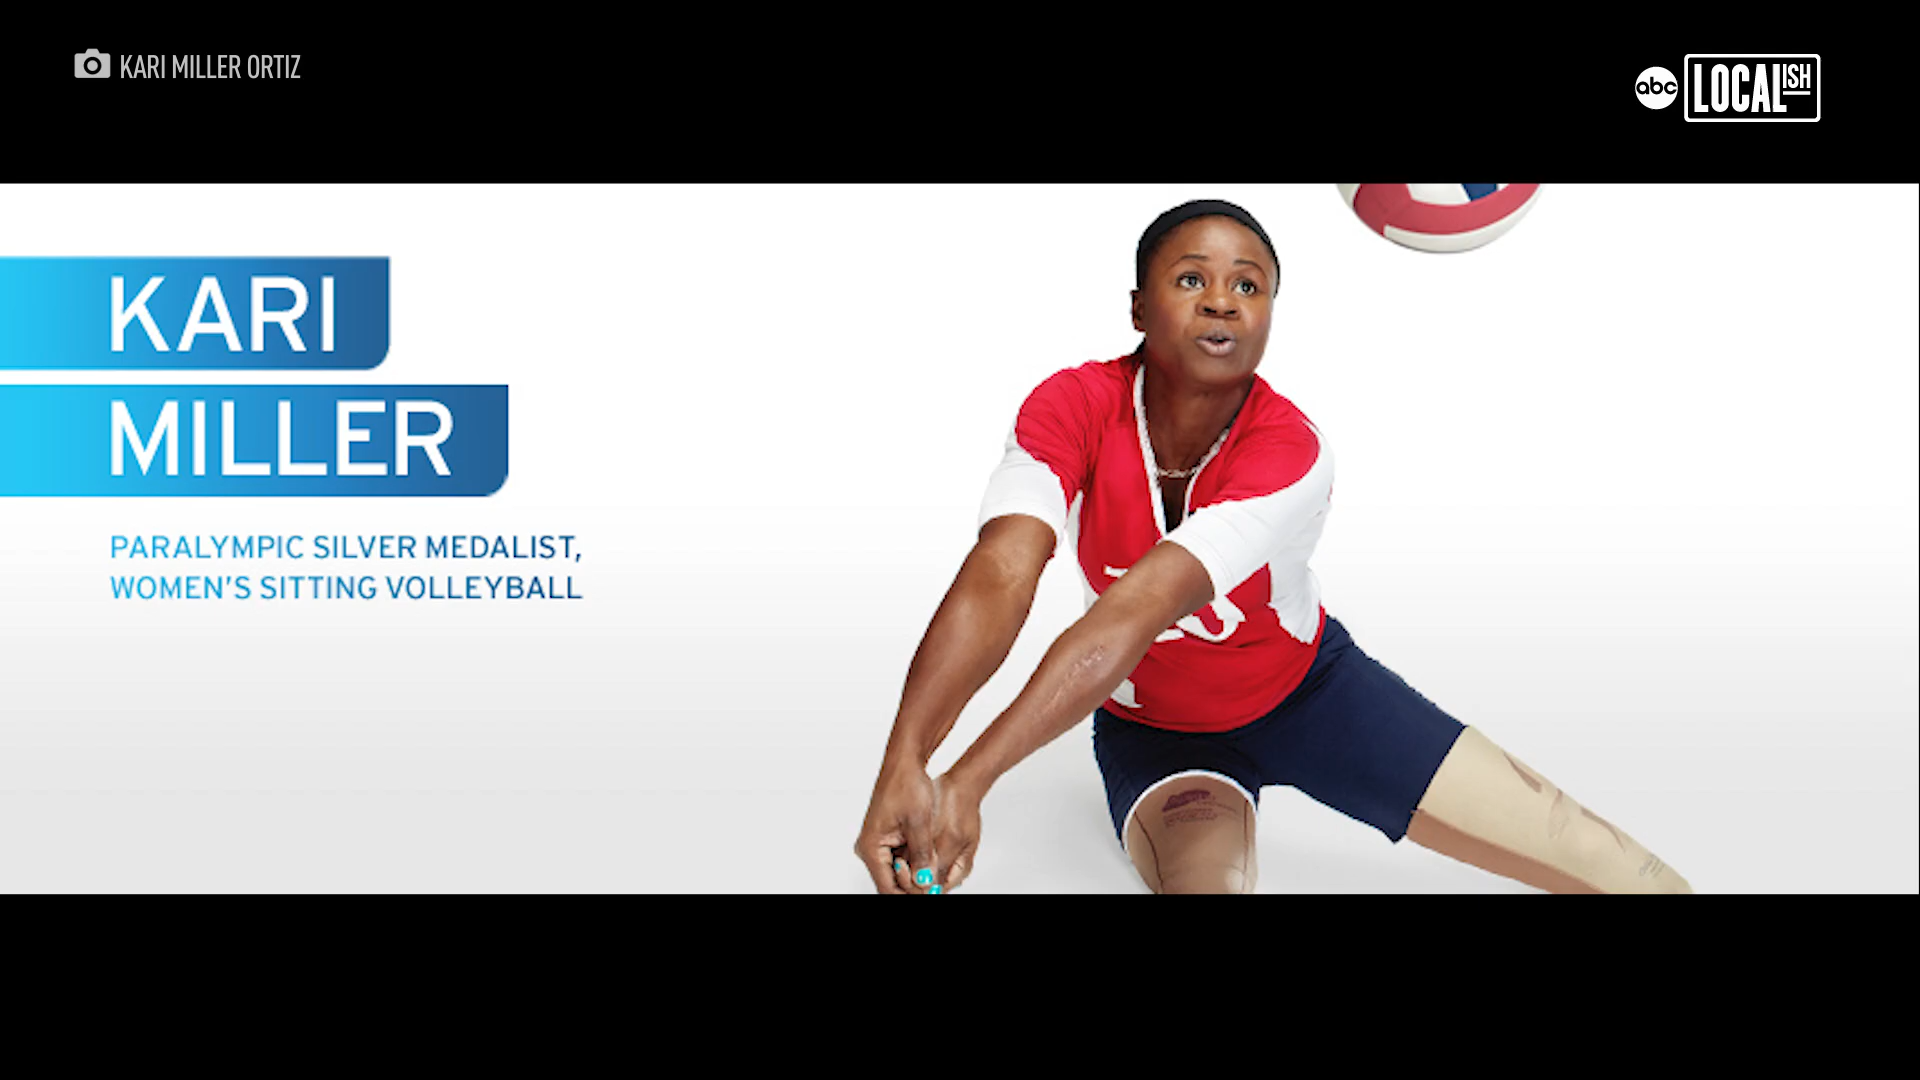 KARI MILLER ORTIZ
abc LOCALISH
KARI
MILLER
PARALYMPIC SILVER MEDALIST,
WOMEN'S SITTING VOLLEYBALL